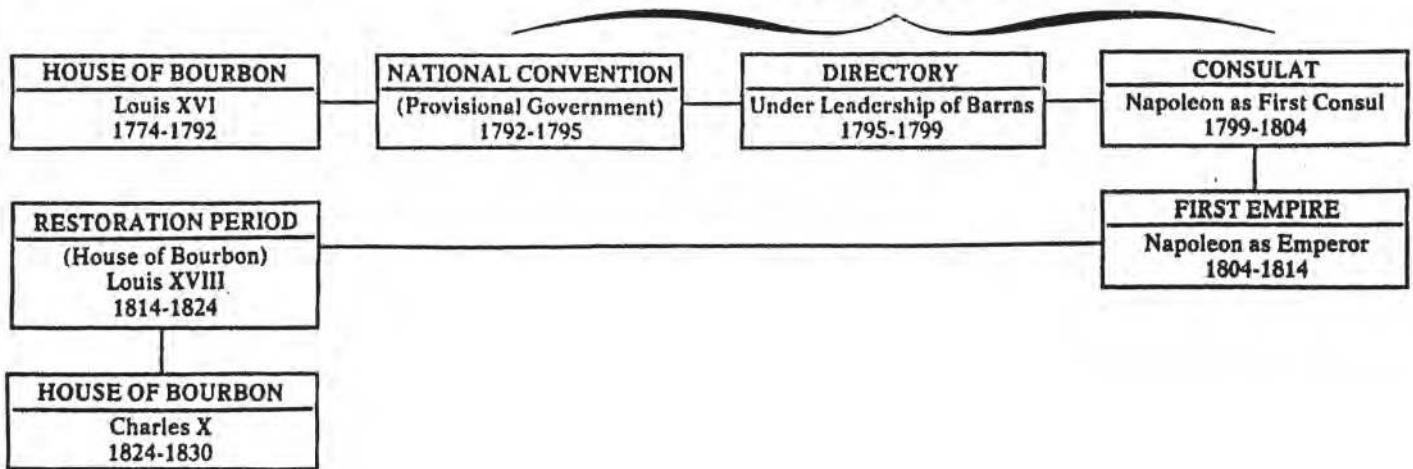 HOUSE OF BOURBON
Louis XVI
1774-1792
NATIONAL CONVENTION
(Provisional Government)
1792-1795
DIRECTORY
Under Leadership of Barras
1795-1799
CONSULAT
Napoleon as First Consul
1799-1804
FIRST EMPIRE
Napoleon as Emperor
1804-1814
RESTORATION PERIOD
(House of Bourbon)
Louis XVIII
1814-1824
HOUSE OF BOURBON
Charles X
1824-1830